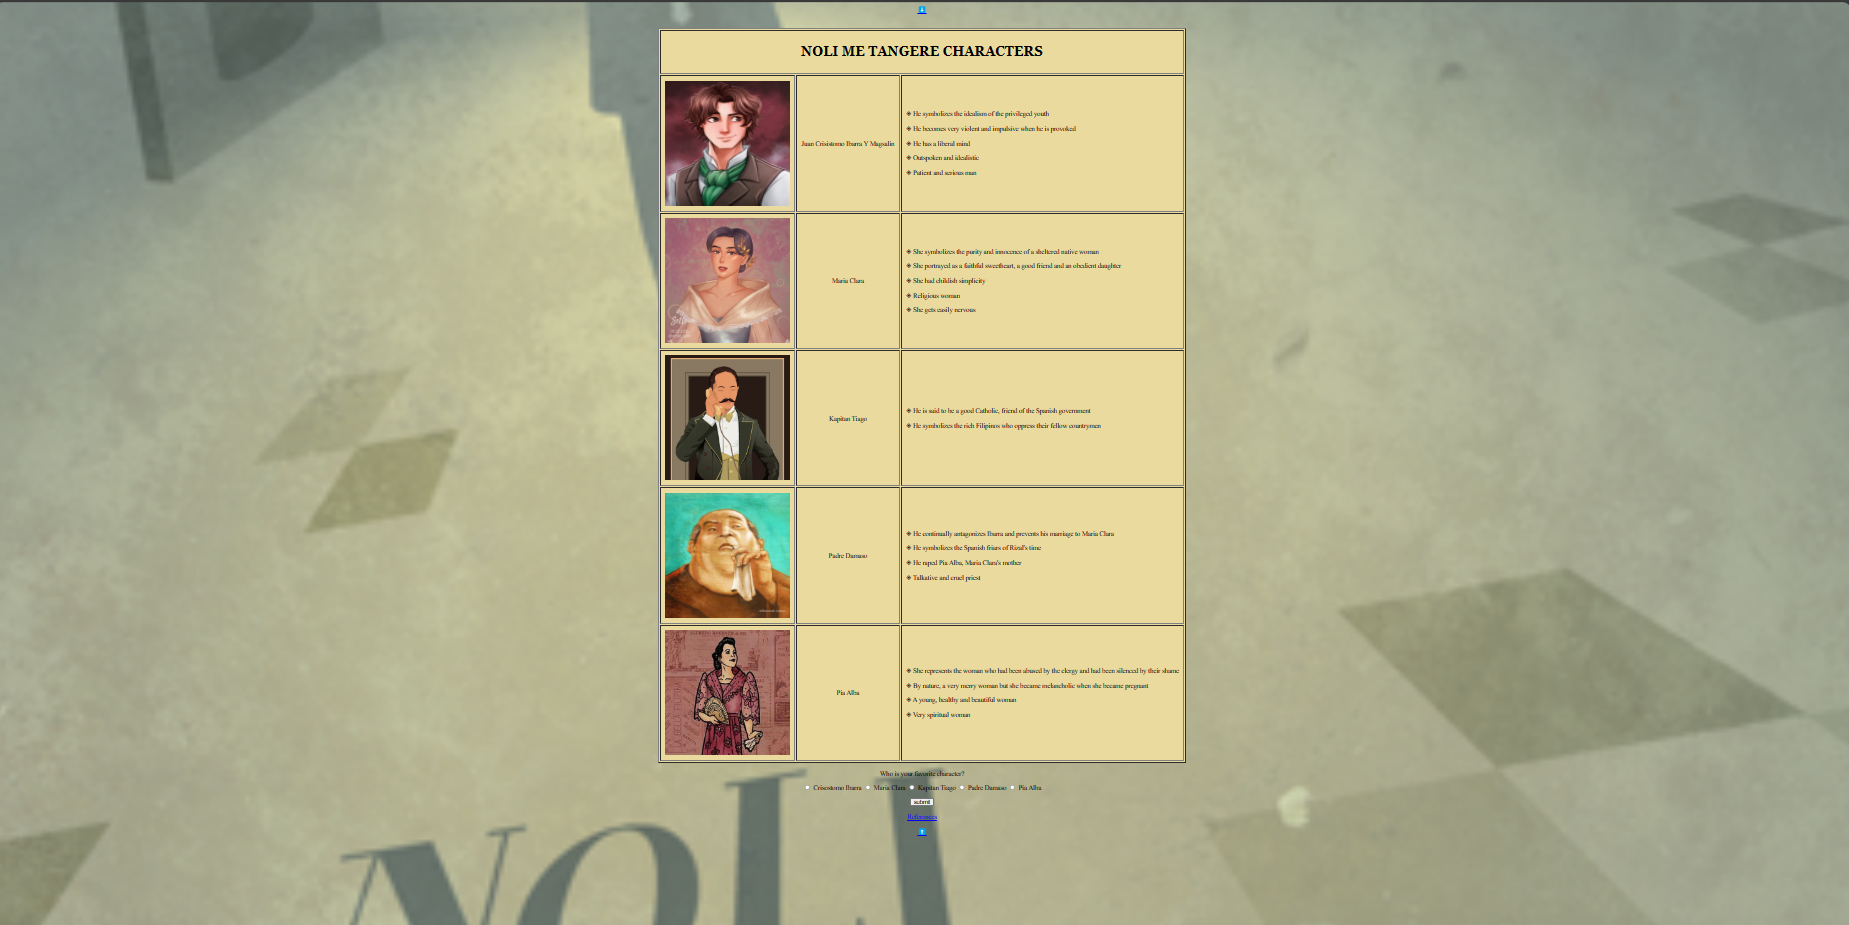 NOLI ME TANGERE CHARACTERS
Juan Crisistomo Ibarra Y Magsalin
He symbolizes the idealism of the privileged youth
He becomes very violent and impulsive when he is provoked
He has a liberal mind
Outspoken and idealistic
Patient and serious man
Maria Clara
She symbolizes the purity and innocence of a sheltered native woman
She portrayed as a faithful sweetheart, a good friend and an obedient daughter
She had childish simplicity
Religious woman
She gets easily nervous
Kapitan Tiago
He is said to be a good Catholic, friend of the Spanish government
He symbolizes the rich Filipinos who oppress their fellow countrymen
Padre Damaso
He continually antagonizes Ibarra and prevents his marriage to Maria Clara
He symbolizes the Spanish friars of Rizal's time
He raped Pia Alba, Maria Clara's mother
Talkative and cruel priest
Pia Alba
She represents the woman who had been abused by the clergy and had been silenced by their shame
By nature, a very merry woman but she became melancholic when she became pregnant
A young, healthy and beautiful woman
Very spiritual woman
Who is your favorite character?
Crisostomo Ibarra Maria Clara Kapitan Tiago Padre Damaso Pia Alba
submit
References
NOLI